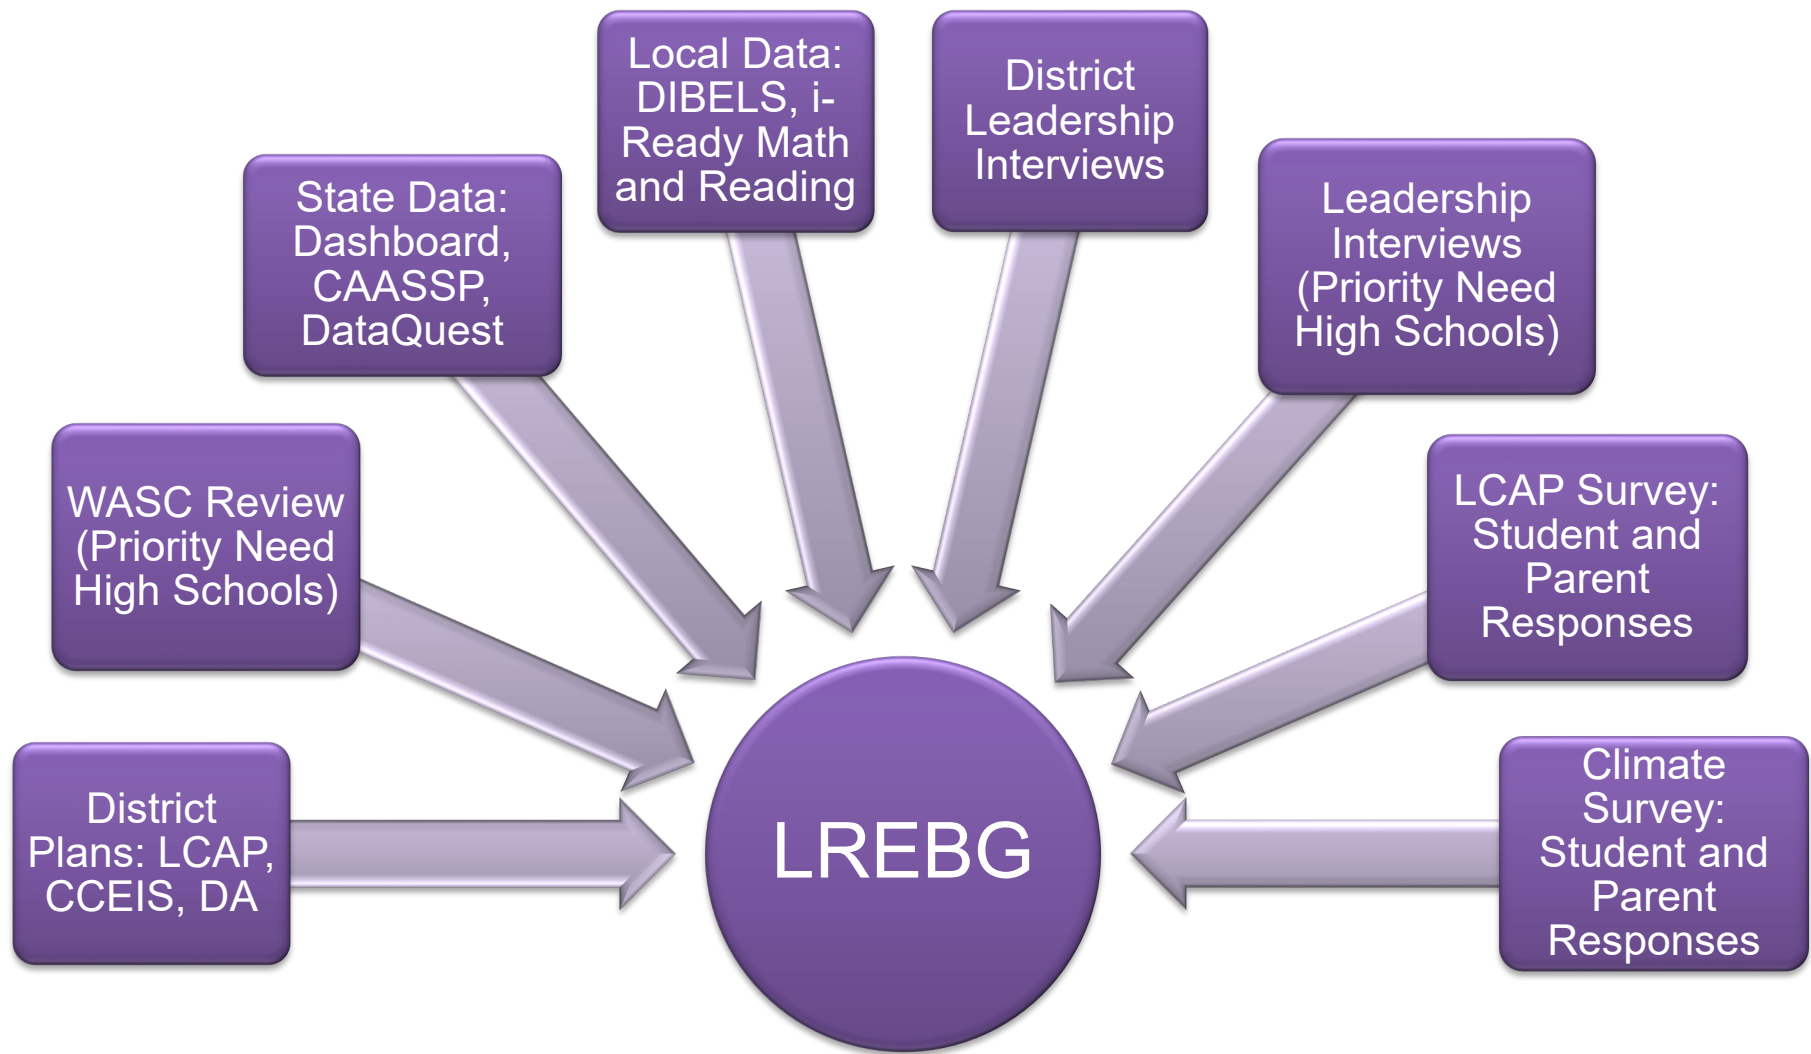 District
Plans: LCAP,
CCEIS, DA
WASC Review
(Priority Need
High Schools)
State Data:
Dashboard,
CAASSP,
DataQuest
Local Data:
DIBELS, i-
Ready Math
and Reading
District
Leadership
Interviews
Leadership
Interviews
(Priority Need
High Schools)
LCAP Survey:
Student and
Parent
Responses
Climate
Survey:
Student and
Parent
Responses
LREBG